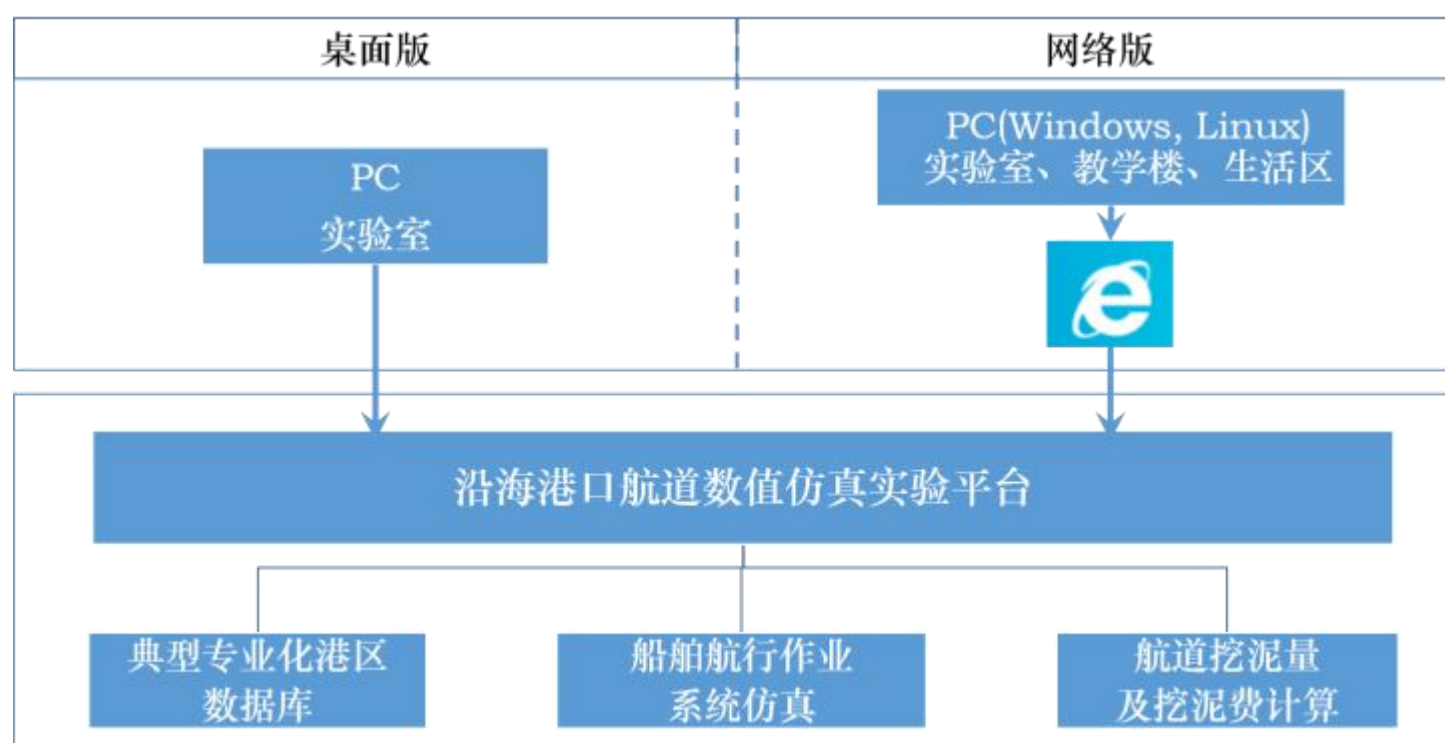 桌面版
网络版
PC
实验室
PC(Windows, Linux)
实验室、教学楼、生活区
沿海港口航道数值仿真实验平台
典型专业化港区
数据库
船舶航行作业
系统仿真
航道挖泥量
及挖泥费计算